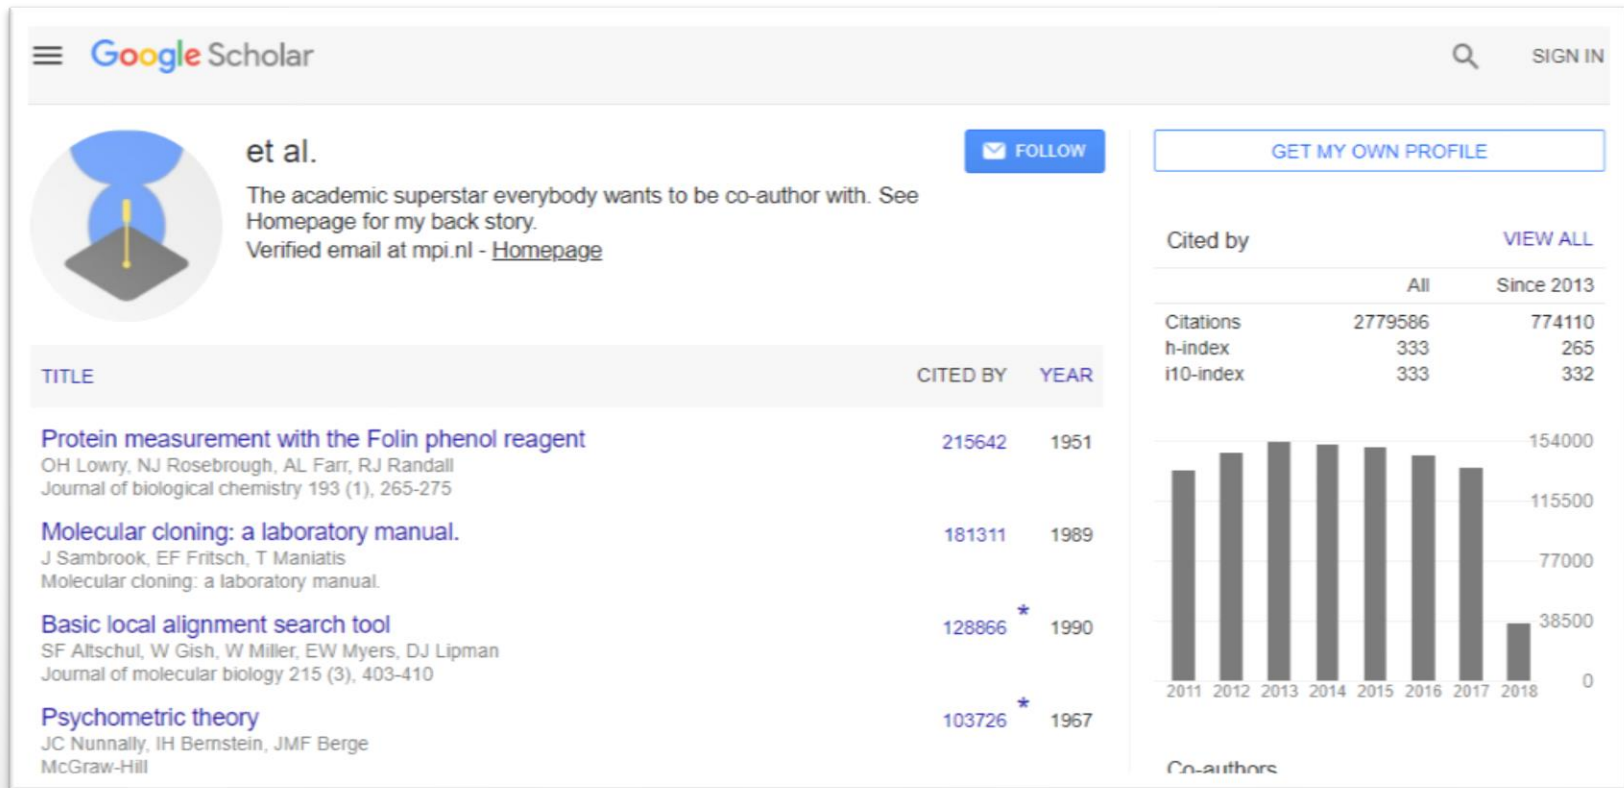 Google Scholar
SIGN IN
et al.
FOLLOW
The academic superstar everybody wants to be co-author with. See
Homepage for my back story.
Verified email at mpi.nl - Homepage
TITLE CITED BY YEAR
Protein measurement with the Folin phenol reagent 215642 1951
OH Lowry, NJ Rosebrough, AL Farr, RJ Randall
Journal of biological chemistry 193 (1), 265-275
Molecular cloning: a laboratory manual. 181311 1989
J Sambrook, EF Fritsch, T Maniatis
Molecular cloning: a laboratory manual.
Basic local alignment search tool 128866 * 1990
SF Altschul, W Gish, W Miller, EW Myers, DJ Lipman
Journal of molecular biology 215 (3), 403-410
Psychometric theory 103726 * 1967
JC Nunnally, IH Bernstein, JMF Berge
McGraw-Hill
GET MY OWN PROFILE
Cited by VIEW ALL
All Since 2013
Citations 2779586 774110
h-index 333 265
i10-index 333 332
154000
115500
77000
38500
0
2011 2012 2013 2014 2015 2016 2017 2018
Co-authors